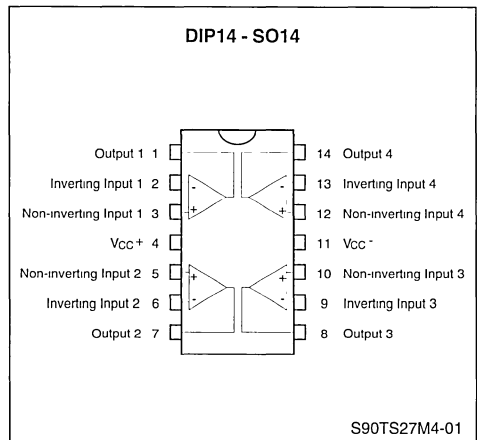 DIP14 - SO14
Output 1 1 14 Output 4
Inverting Input 1 2 - - 13 Inverting Input 4
Non-inverting Input 1 3 + + 12 Non-inverting Input 4
VCC+ 4 11 VCC-
Non-inverting Input 2 5 + + 10 Non-inverting Input 3
Inverting Input 2 6 - - 9 Inverting Input 3
Output 2 7 8 Output 3
S90TS27M4-01